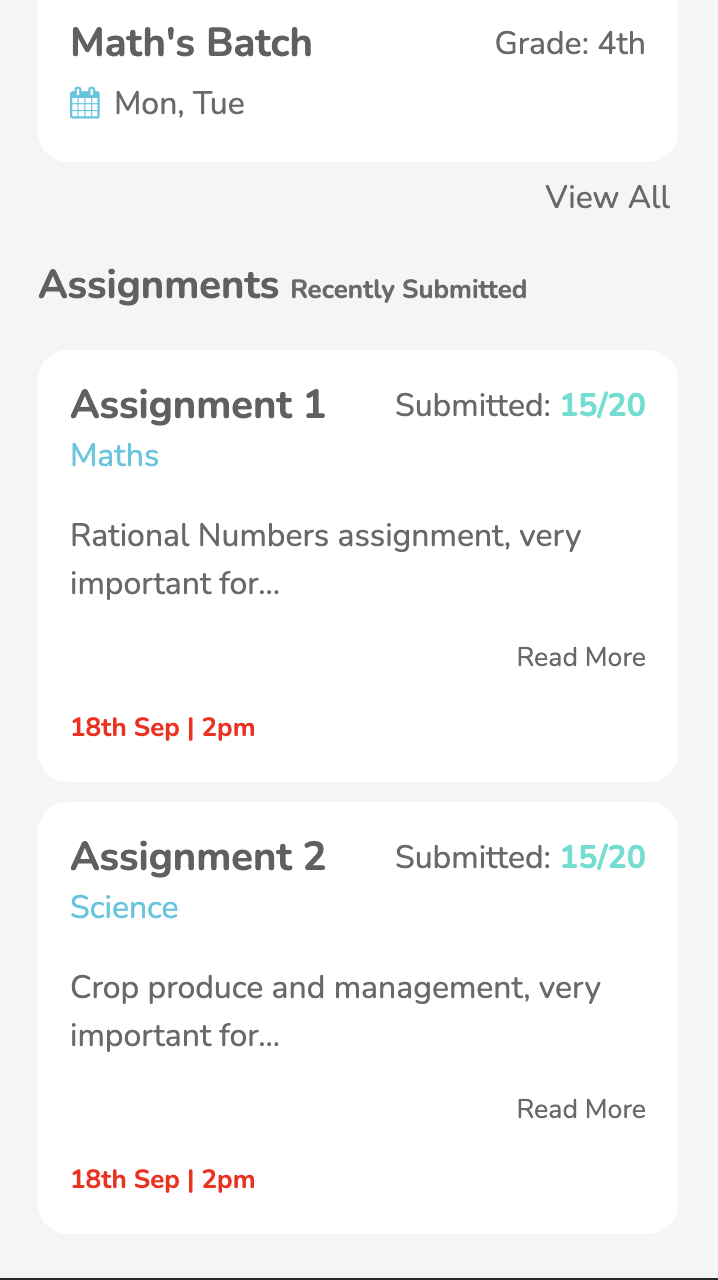 Math's Batch Grade: 4th
Mon, Tue
View All
Assignments Recently Submitted
Assignment 1 Submitted: 15/20
Maths
Rational Numbers assignment, very
important for...
Read More
18th Sep | 2pm
Assignment 2 Submitted: 15/20
Science
Crop produce and management, very
important for...
Read More
18th Sep | 2pm